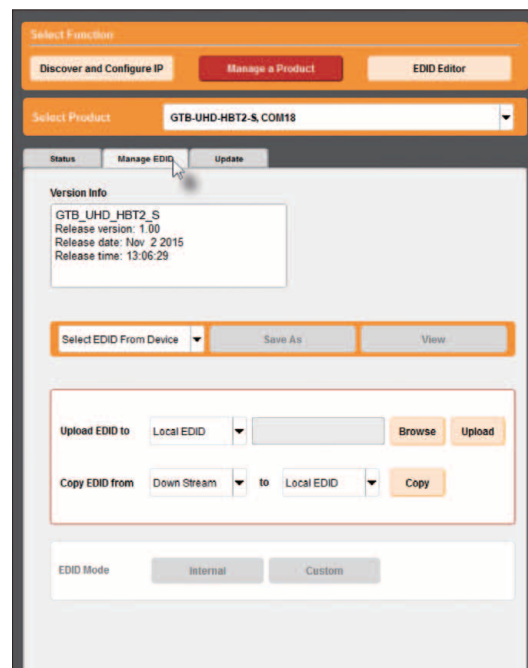 Select Function
Discover and Configure IP
Manage a Product
EDID Editor
Select Product
GTB-UHD-HBT2-S, COM18
Status
Manage EDID
Update
Version Info
GTB_UHD_HBT2_S
Release version: 1.00
Release date: Nov 2 2015
Release time: 13:06:29
Select EDID From Device
Save As
View
Upload EDID to
Local EDID
Browse
Upload
Copy EDID from
Down Stream
to
Local EDID
Copy
EDID Mode
Internal
Custom